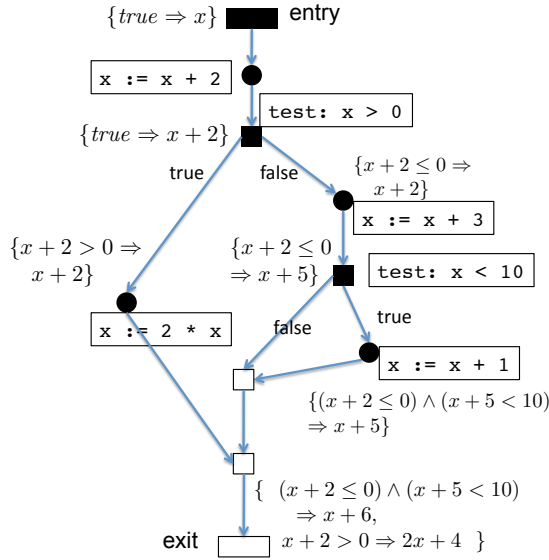 {true ⇒ x}
entry
x := x + 2
test: x > 0
{true ⇒ x + 2}
true
false
{x + 2 ≤ 0 ⇒
x + 2}
x := x + 3
{x + 2 > 0 ⇒
x + 2}
{x + 2 ≤ 0
⇒ x + 5}
test: x < 10
false
true
x := 2 * x
x := x + 1
{(x + 2 ≤ 0) ∧ (x + 5 < 10)
⇒ x + 5}
{ (x + 2 ≤ 0) ∧ (x + 5 < 10)
⇒ x + 6,
x + 2 > 0 ⇒ 2x + 4 }
exit